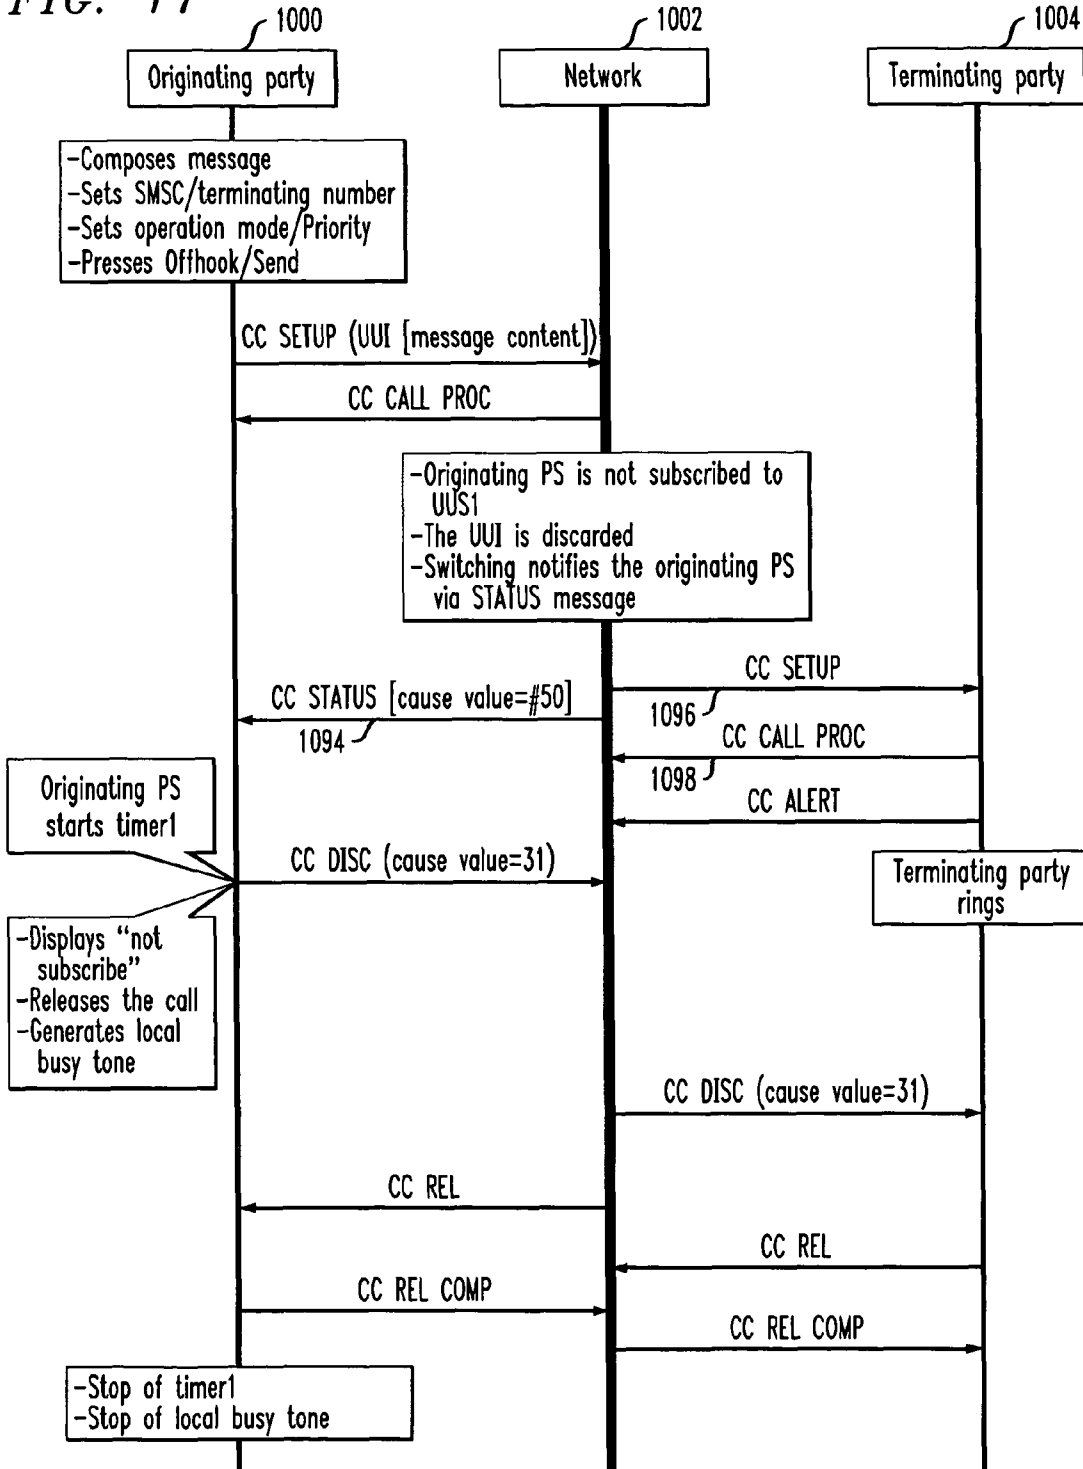 FIG. 11
1000
1002
1004
Originating party
Network
Terminating party
-Composes message
-Sets SMSC/terminating number
-Sets operation mode/Priority
-Presses Offhook/Send
CC SETUP (UUI [message content])
CC CALL PROC
-Originating PS is not subscribed to
UUS1
-The UUI is discarded
-Switching notifies the originating PS
via STATUS message
CC SETUP
1096
CC STATUS [cause value=#50]
1094
CC CALL PROC
1098
CC ALERT
Originating PS
starts timer1
CC DISC (cause value=31)
Terminating party
rings
-Displays “not
subscribe”
-Releases the call
-Generates local
busy tone
CC DISC (cause value=31)
CC REL
CC REL
CC REL COMP
CC REL COMP
-Stop of timer1
-Stop of local busy tone